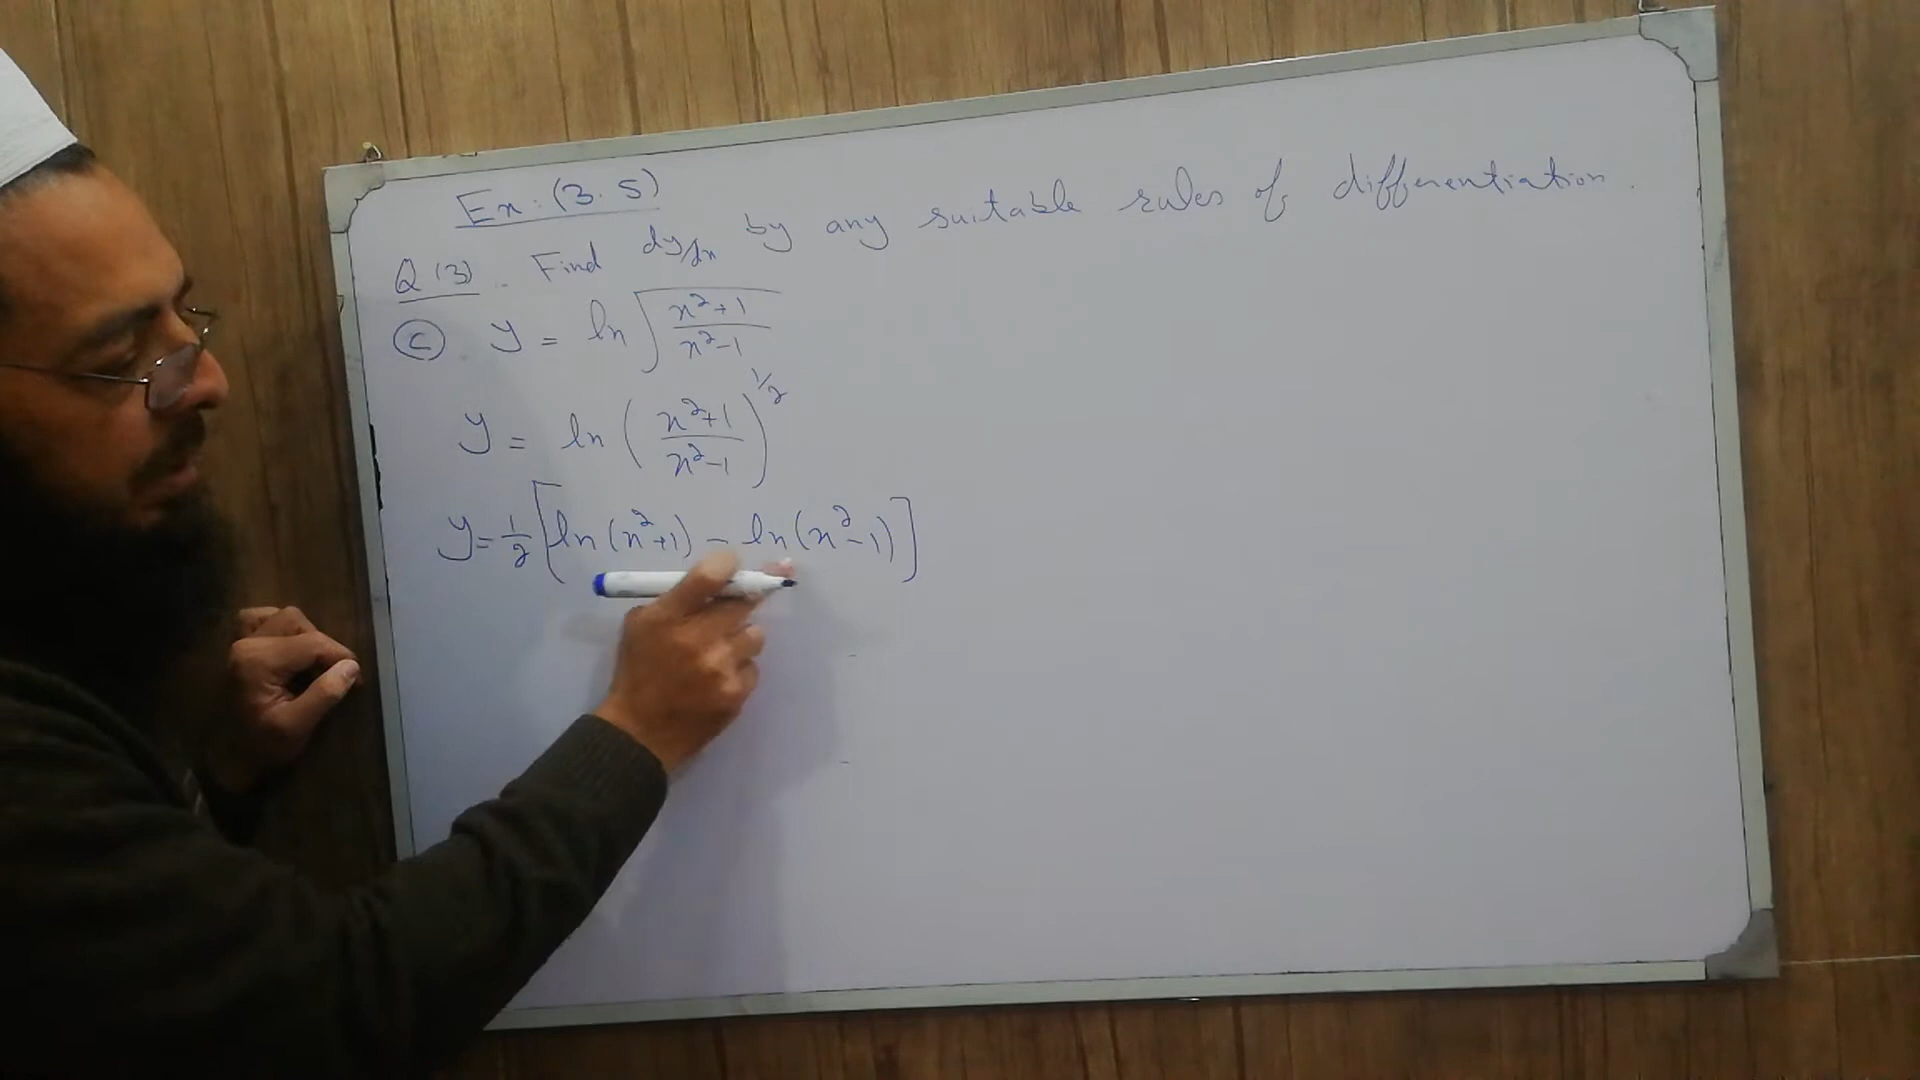 Ex: (3.5)
Q(3). Find dy/dx by any suitable rules of differentiation.
(c). y = ln √((x²+1)/(x²-1))
y = ln ((x²+1)/(x²-1))^1/2
y = 1/2 [ln (x²+1) - ln (x²-1)]